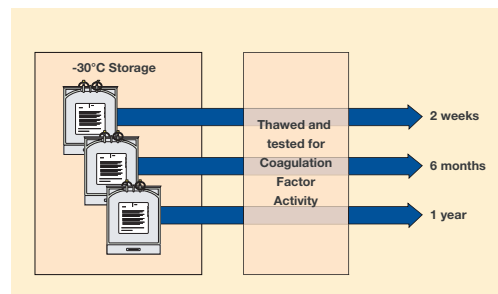 -30°C Storage
Thawed and
tested for
Coagulation
Factor
Activity
2 weeks
6 months
1 year